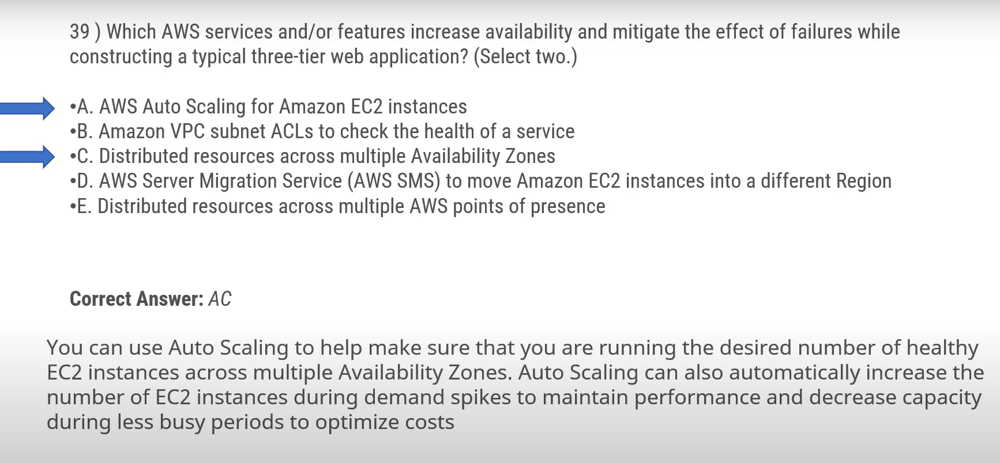 39 ) Which AWS services and/or features increase availability and mitigate the effect of failures while
constructing a typical three-tier web application? (Select two.)
•A. AWS Auto Scaling for Amazon EC2 instances
•B. Amazon VPC subnet ACLs to check the health of a service
•C. Distributed resources across multiple Availability Zones
•D. AWS Server Migration Service (AWS SMS) to move Amazon EC2 instances into a different Region
•E. Distributed resources across multiple AWS points of presence
Correct Answer: AC
You can use Auto Scaling to help make sure that you are running the desired number of healthy
EC2 instances across multiple Availability Zones. Auto Scaling can also automatically increase the
number of EC2 instances during demand spikes to maintain performance and decrease capacity
during less busy periods to optimize costs